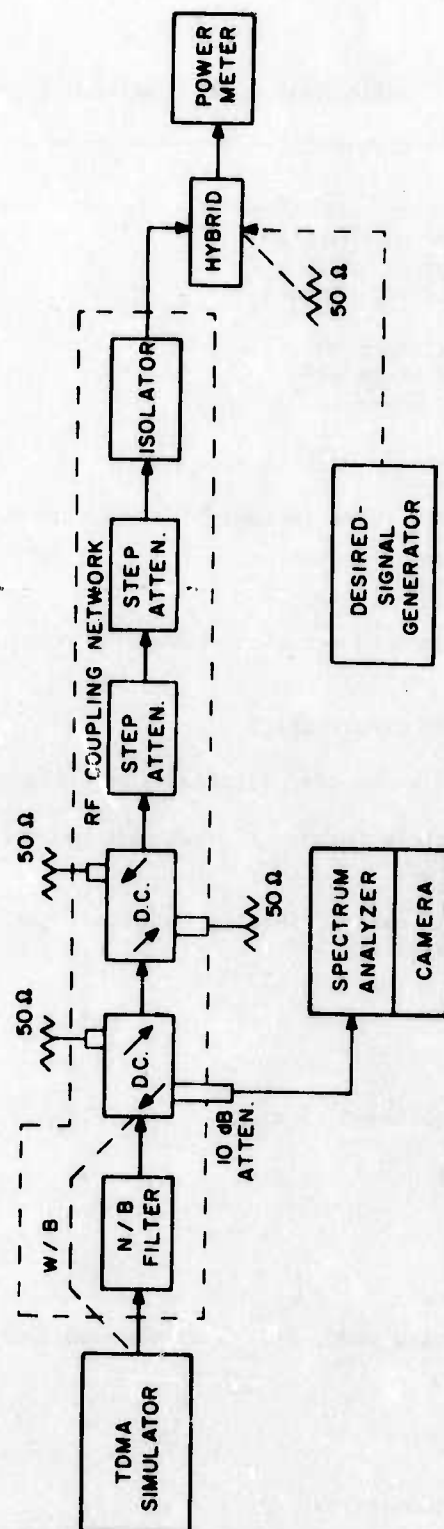 TDMA
SIMULATOR
W/B
N/B
FILTER
50 Ω
D.C.
10 dB
ATTEN.
SPECTRUM
ANALYZER
CAMERA
50 Ω
D.C.
50 Ω
RF COUPLING NETWORK
STEP
ATTEN.
STEP
ATTEN.
ISOLATOR
HYBRID
50 Ω
POWER
METER
DESIRED-
SIGNAL
GENERATOR